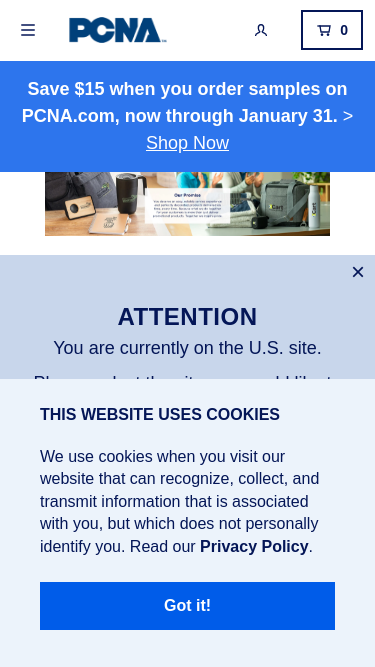 PCNA
0
Save $15 when you order samples on
PCNA.com, now through January 31. >
Shop Now
Our Promise
Cartel
ATTENTION
You are currently on the U.S. site.
THIS WEBSITE USES COOKIES
We use cookies when you visit our
website that can recognize, collect, and
transmit information that is associated
with you, but which does not personally
identify you. Read our Privacy Policy.
Got it!